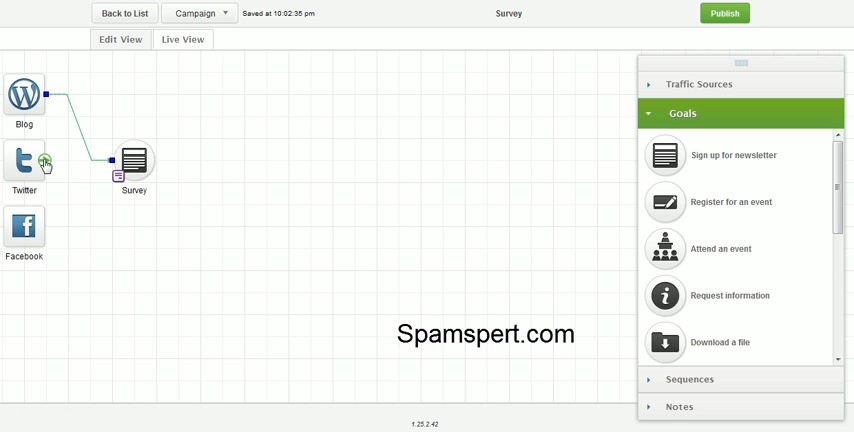 Back to List
Campaign
Saved at 10:02:35 pm
Survey
Publish
Edit View
Live View
Blog
Twitter
Survey
Facebook
Spamspert.com
Traffic Sources
Goals
Sign up for newsletter
Register for an event
Attend an event
Request information
Download a file
Sequences
Notes
1.25.2.42